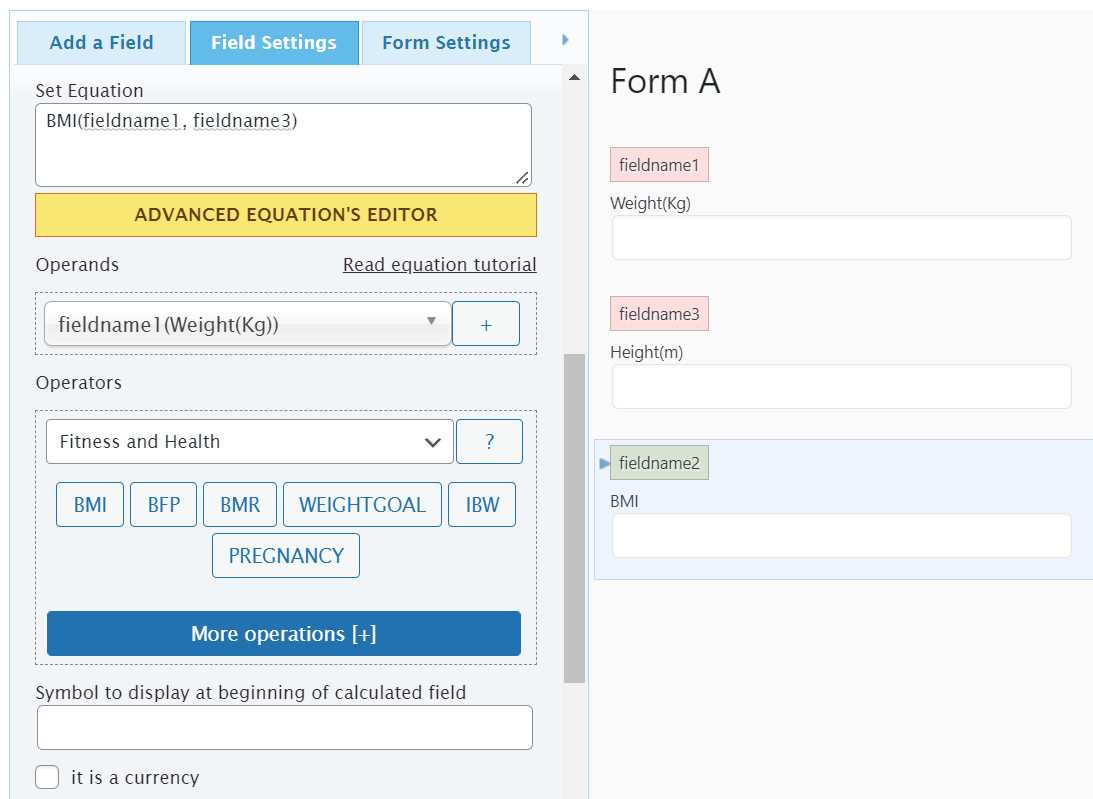 Add a Field
Field Settings
Form Settings
Set Equation
BMI(fieldname1, fieldname3)
ADVANCED EQUATION'S EDITOR
Operands
Read equation tutorial
fieldname1(Weight(Kg))
+
Operators
Fitness and Health
?
BMI
BFP
BMR
WEIGHTGOAL
IBW
PREGNANCY
More operations [+]
Symbol to display at beginning of calculated field
it is a currency
Form A
fieldname1
Weight(Kg)
fieldname3
Height(m)
fieldname2
BMI